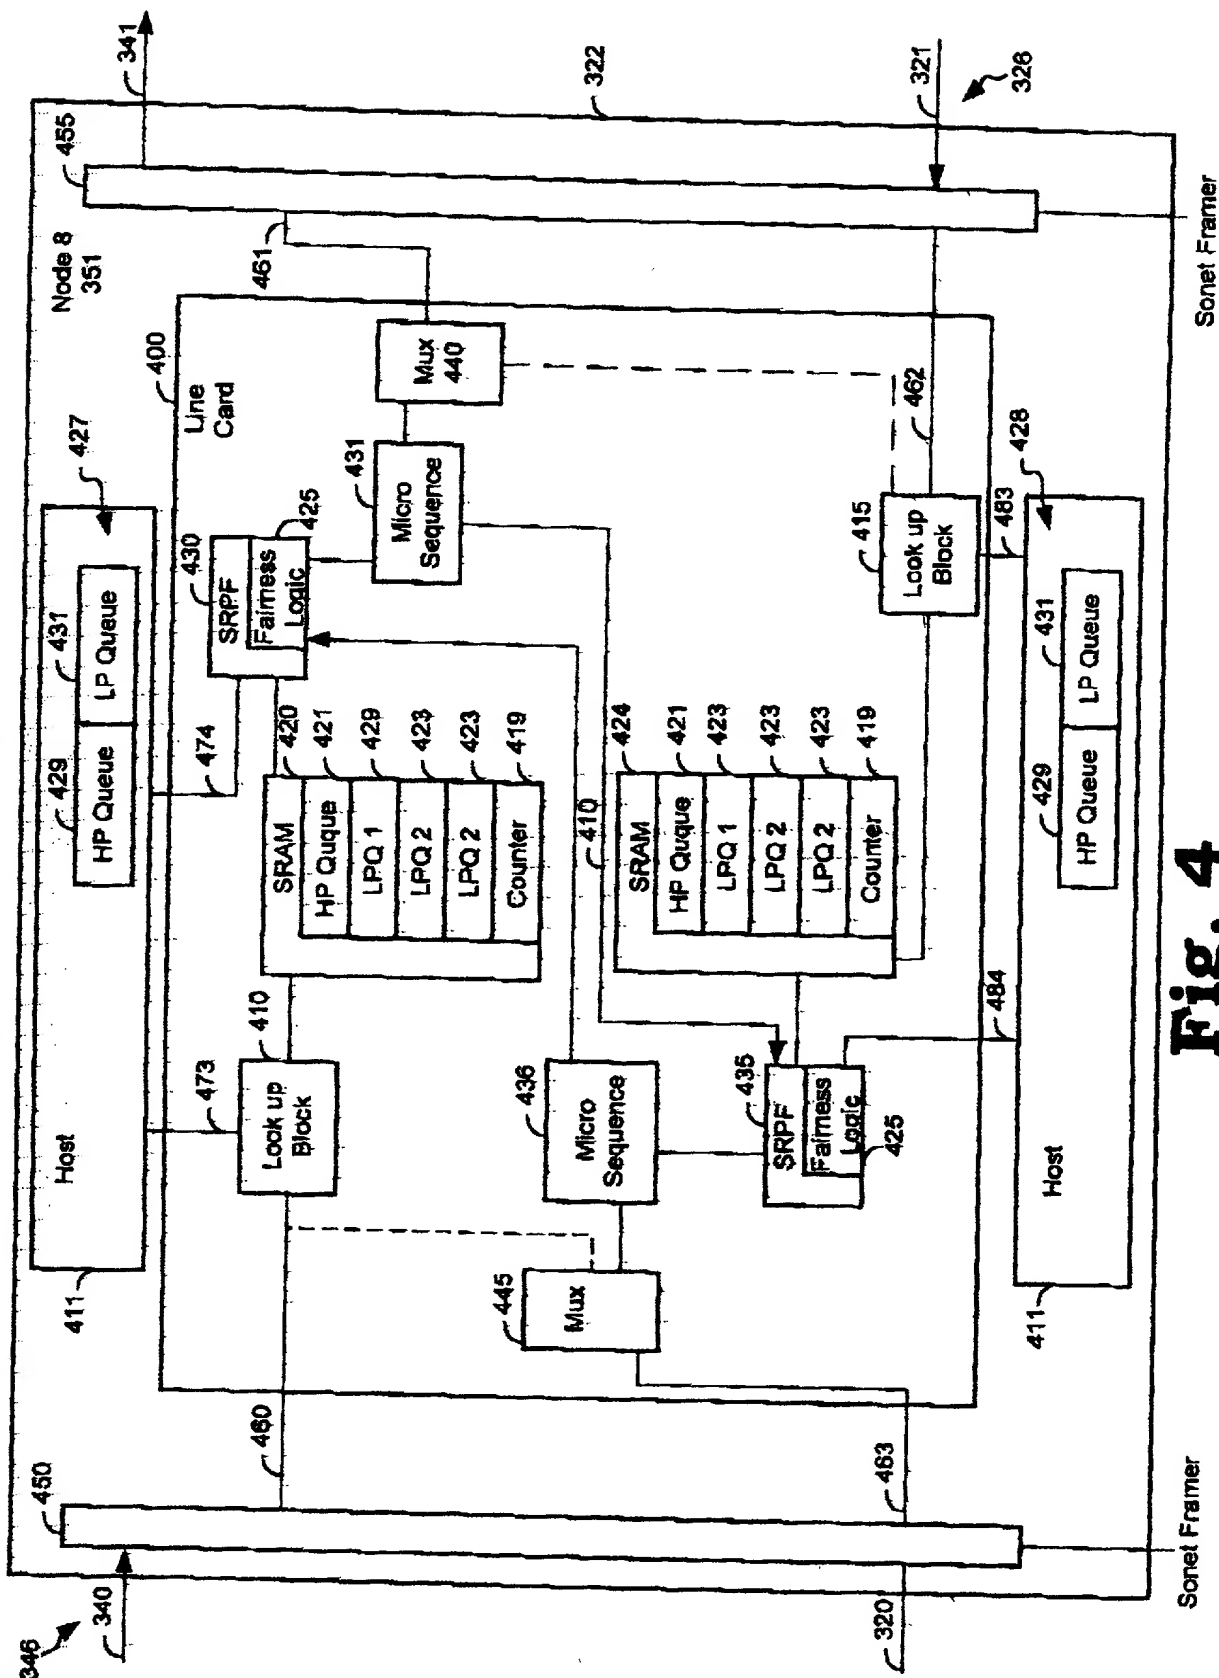 346
340
320
450
Sonet Framer
460
463
Node 8
351
322
455
341
321
326
Sonet Framer
461
462
Host
411
427
429
431
HP Queue
LP Queue
473
474
400
Line
Card
410
Look up
Block
420
421
429
423
423
419
SRAM
HP Quque
LPQ 1
LPQ 2
LPQ 2
Counter
430
SRPF
425
Fairness
Logic
431
Micro
Sequence
Mux
440
445
Mux
436
Micro
Sequence
410
424
421
423
423
423
419
SRAM
HP Quque
LPQ 1
LPQ 2
LPQ 2
Counter
435
SRPF
Fairness
Logic
425
415
Look up
Block
483
484
428
Host
411
429
431
HP Queue
LP Queue
Fig. 4